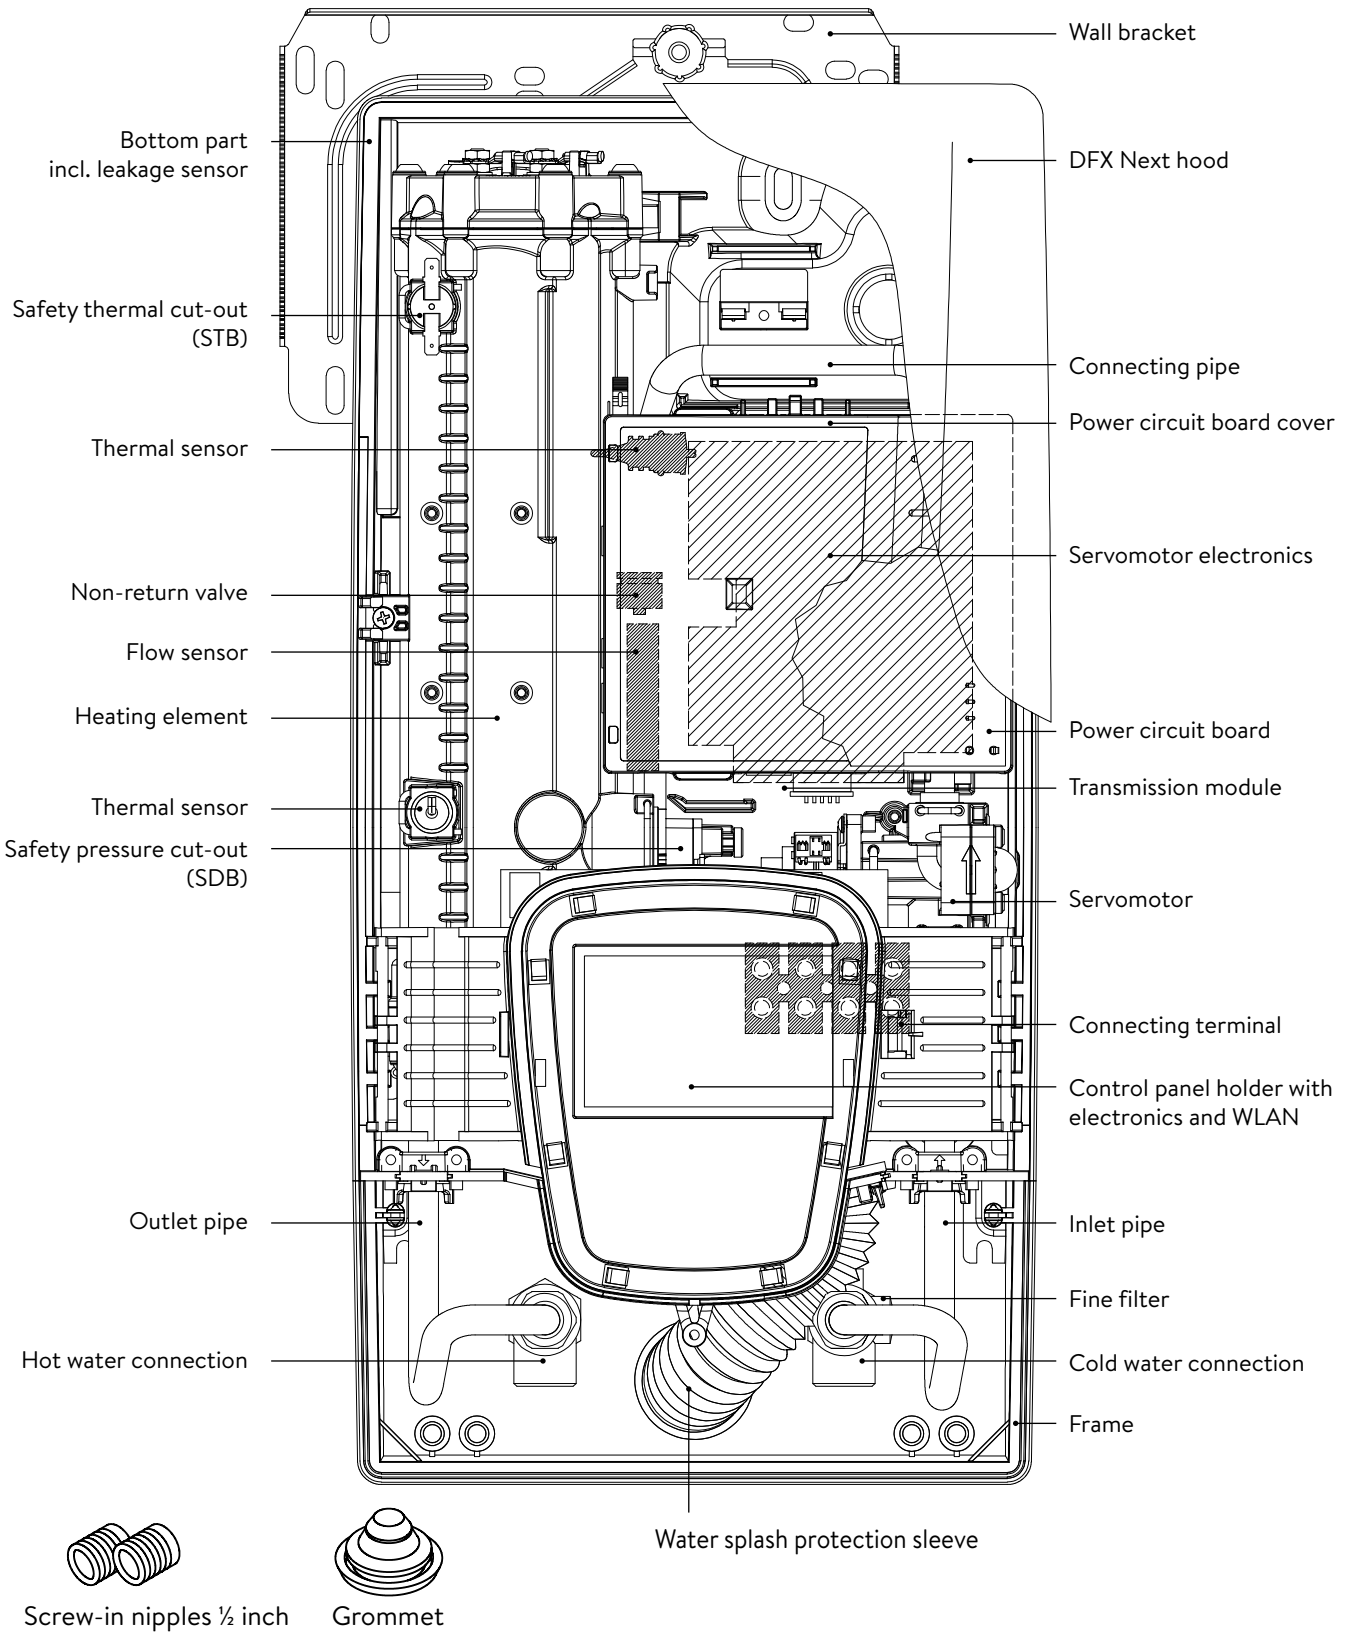 Wall bracket
Bottom part
incl. leakage sensor
DFX Next hood
Safety thermal cut-out
(STB)
Connecting pipe
Power circuit board cover
Thermal sensor
Servomotor electronics
Non-return valve
Flow sensor
Heating element
Power circuit board
Transmission module
Thermal sensor
Safety pressure cut-out
(SDB)
Servomotor
Connecting terminal
Control panel holder with
electronics and WLAN
Outlet pipe
Inlet pipe
Fine filter
Hot water connection
Cold water connection
Frame
Water splash protection sleeve
Screw-in nipples ½ inch
Grommet